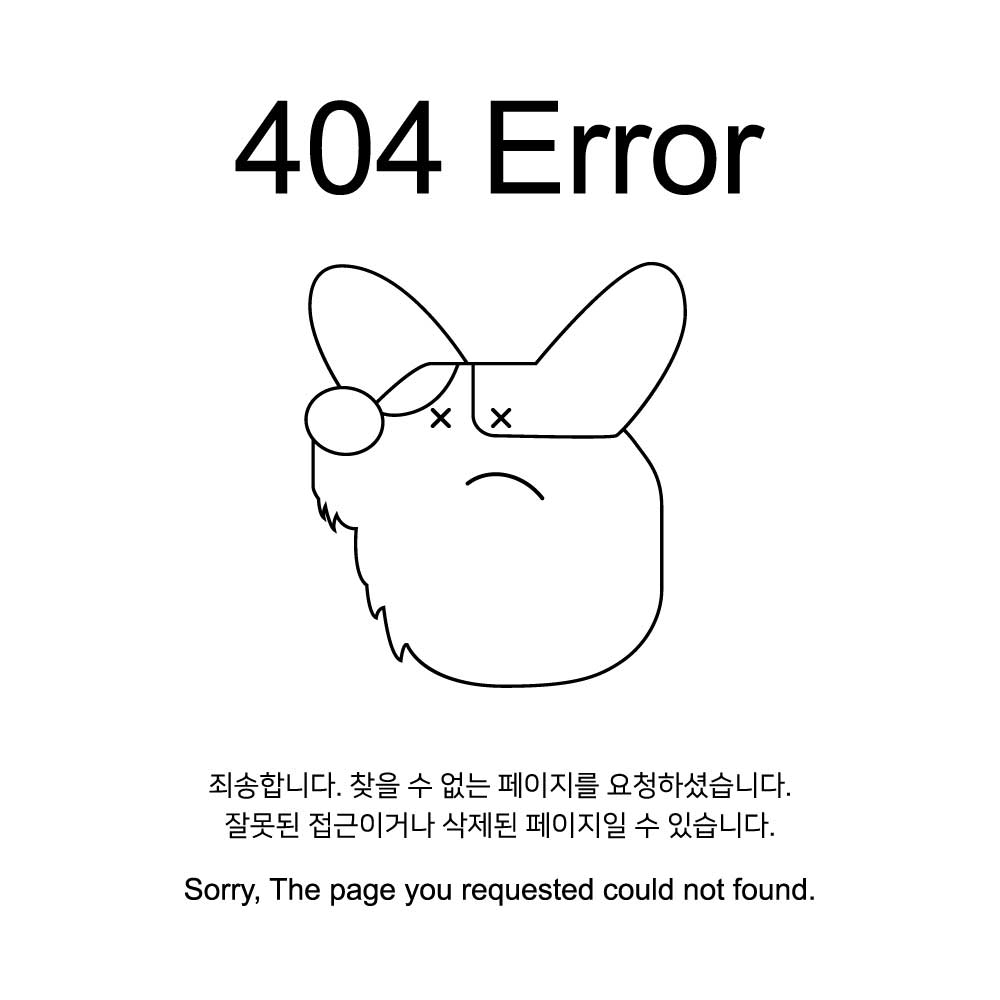 404 Error
죄송합니다. 찾을 수 없는 페이지를 요청하셨습니다.
잘못된 접근이거나 삭제된 페이지일 수 있습니다.
Sorry, The page you requested could not found.